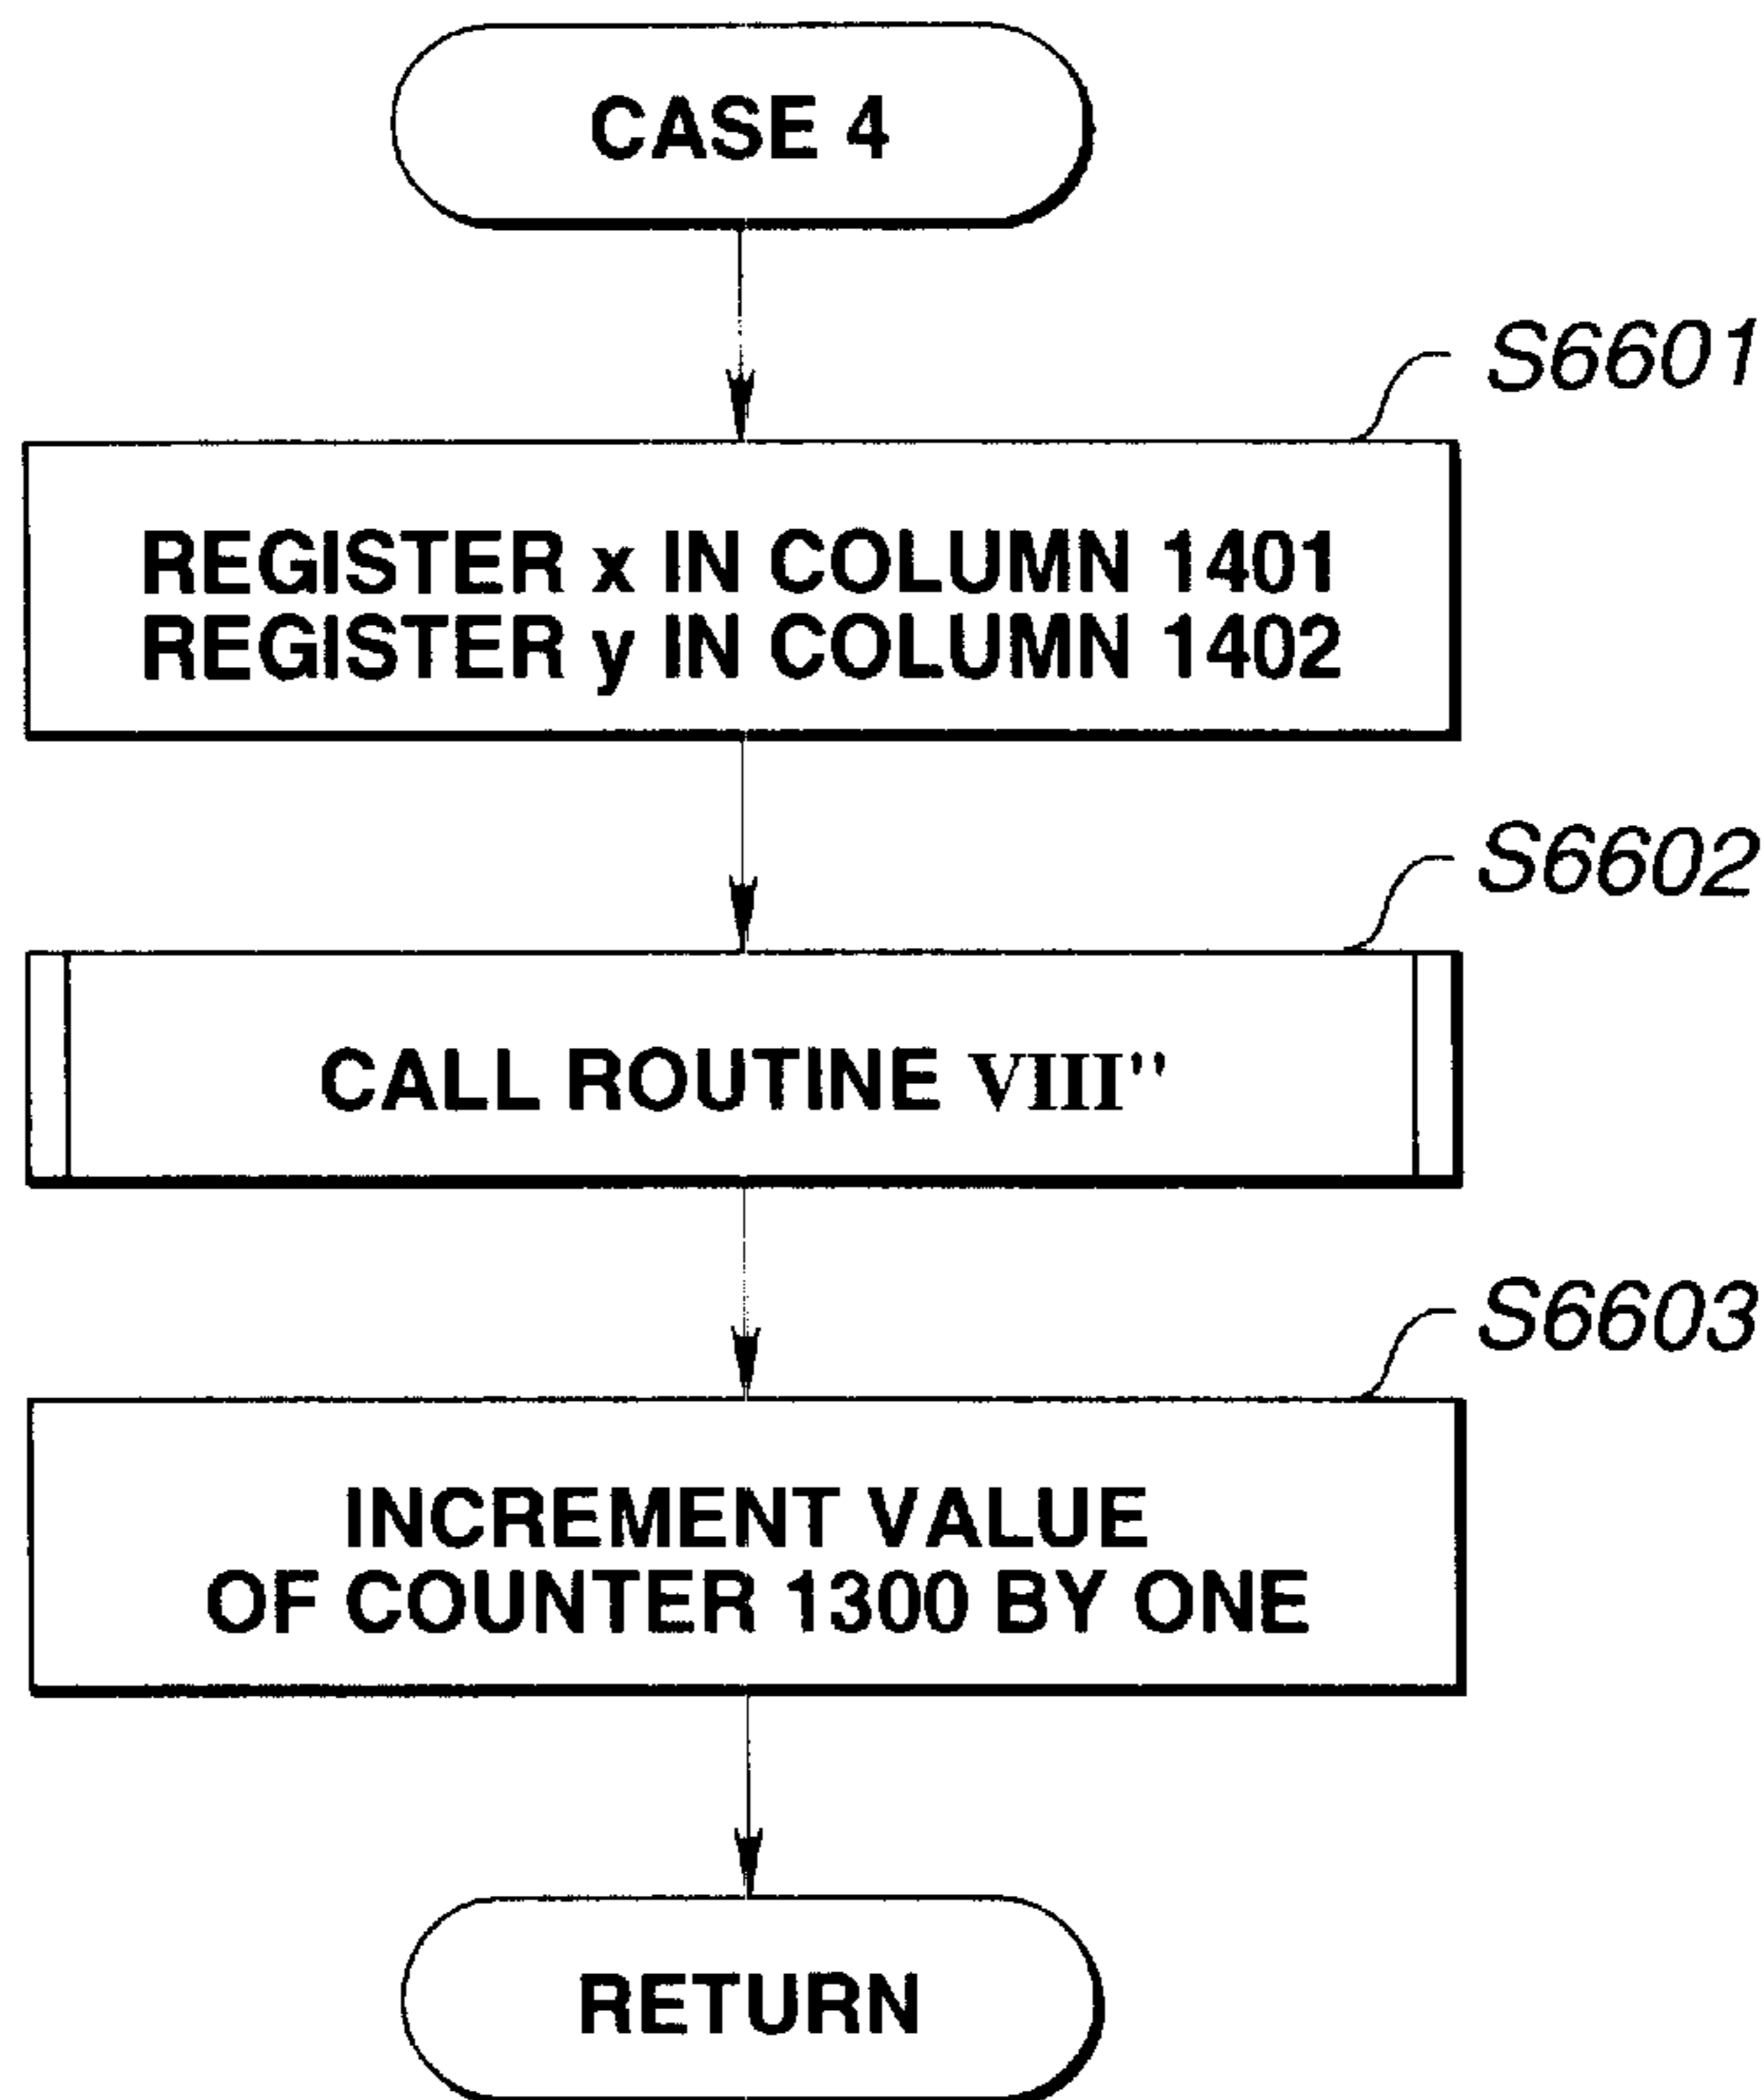 CASE 4
S6601
REGISTER x IN COLUMN 1401
REGISTER y IN COLUMN 1402
S6602
CALL ROUTINE VIII''
S6603
INCREMENT VALUE
OF COUNTER 1300 BY ONE
RETURN